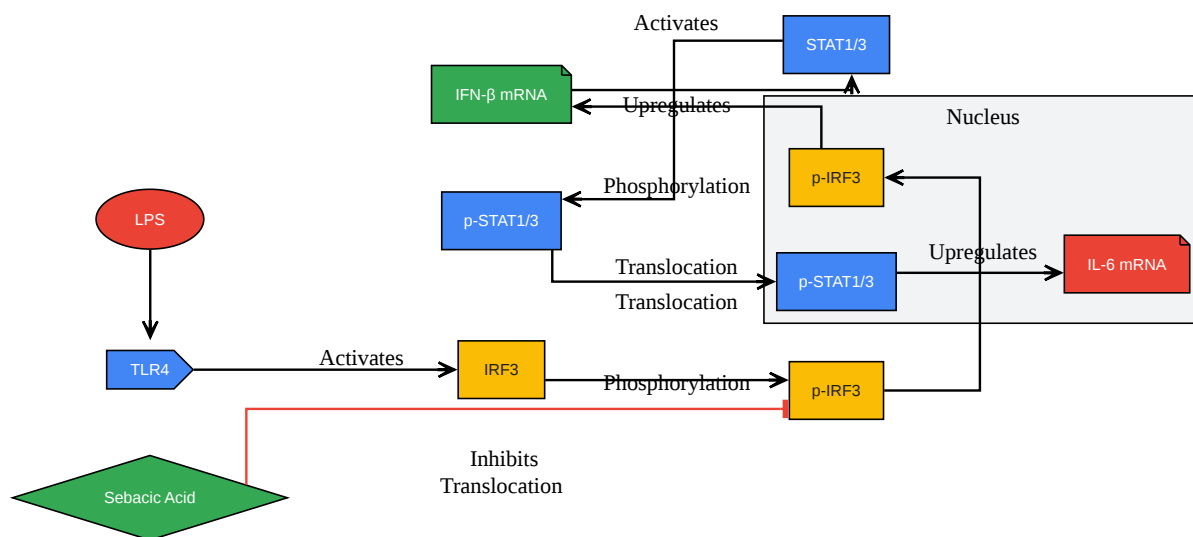 Activates
STAT1/3
IFN-β mRNA
Upregulates
Nucleus
p-IRF3
Phosphorylation
LPS
p-STAT1/3
Upregulates
IL-6 mRNA
Translocation
p-STAT1/3
Translocation
Activates
TLR4
IRF3
Phosphorylation
p-IRF3
Inhibits
Translocation
Sebacic Acid